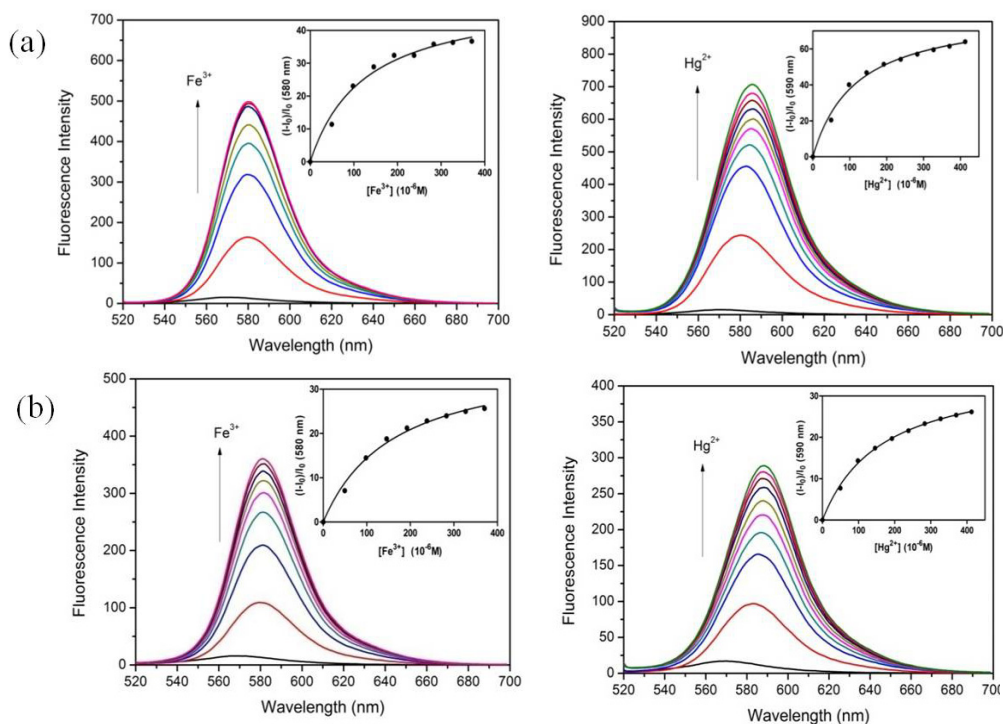 (a)
700
600
500
400
300
200
100
0
520 540 560 580 600 620 640 660 680 700
Fluorescence Intensity
Wavelength (nm)
Fe³⁺
40
30
20
10
0
0 100 200 300 400
(I-I₀)/I₀ (580 nm)
[Fe³⁺] (10⁻⁶M)
900
800
700
600
500
400
300
200
100
0
520 540 560 580 600 620 640 660 680 700
Fluorescence Intensity
Wavelength (nm)
Hg²⁺
80
60
40
20
0
0 100 200 300 400 500
(I-I₀)/I₀ (590 nm)
[Hg²⁺] (10⁻⁶M)
(b)
500
400
300
200
100
0
520 540 560 580 600 620 640 660 680 700
Fluorescence Intensity
Wavelength (nm)
Fe³⁺
30
20
10
0
0 100 200 300 400
(I-I₀)/I₀ (580 nm)
[Fe³⁺] (10⁻⁶M)
400
350
300
250
200
150
100
50
25
0
520 540 560 580 600 620 640 660 680 700
Fluorescence Intensity
Wavelength (nm)
Hg²⁺
30
20
10
0
0 100 200 300 400
(I-I₀)/I₀ (590 nm)
[Hg²⁺] (10⁻⁶M)